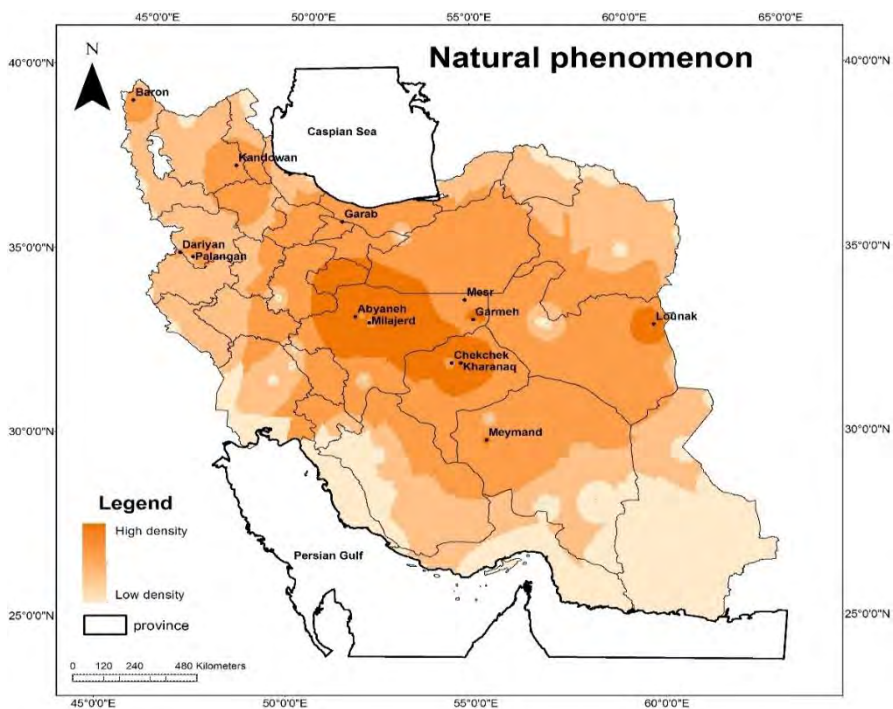 45°0'0"E 50°0'0"E 55°0'0"E 60°0'0"E 65°0'0"E
Natural phenomenon
N
40°0'0"N 40°0'0"N
Baron
Caspian Sea
Kandowan
Garab
35°0'0"N 35°0'0"N
Dariyan
Palangan
Mesr
Abyaneh Garmeh Lounak
Milajerd
Chekchek
Kharanaq
30°0'0"N 30°0'0"N
Meymand
Legend
High density
Low density
province
Persian Gulf
25°0'0"N 25°0'0"N
0 120 240 480 Kilometers
45°0'0"E 50°0'0"E 55°0'0"E 60°0'0"E